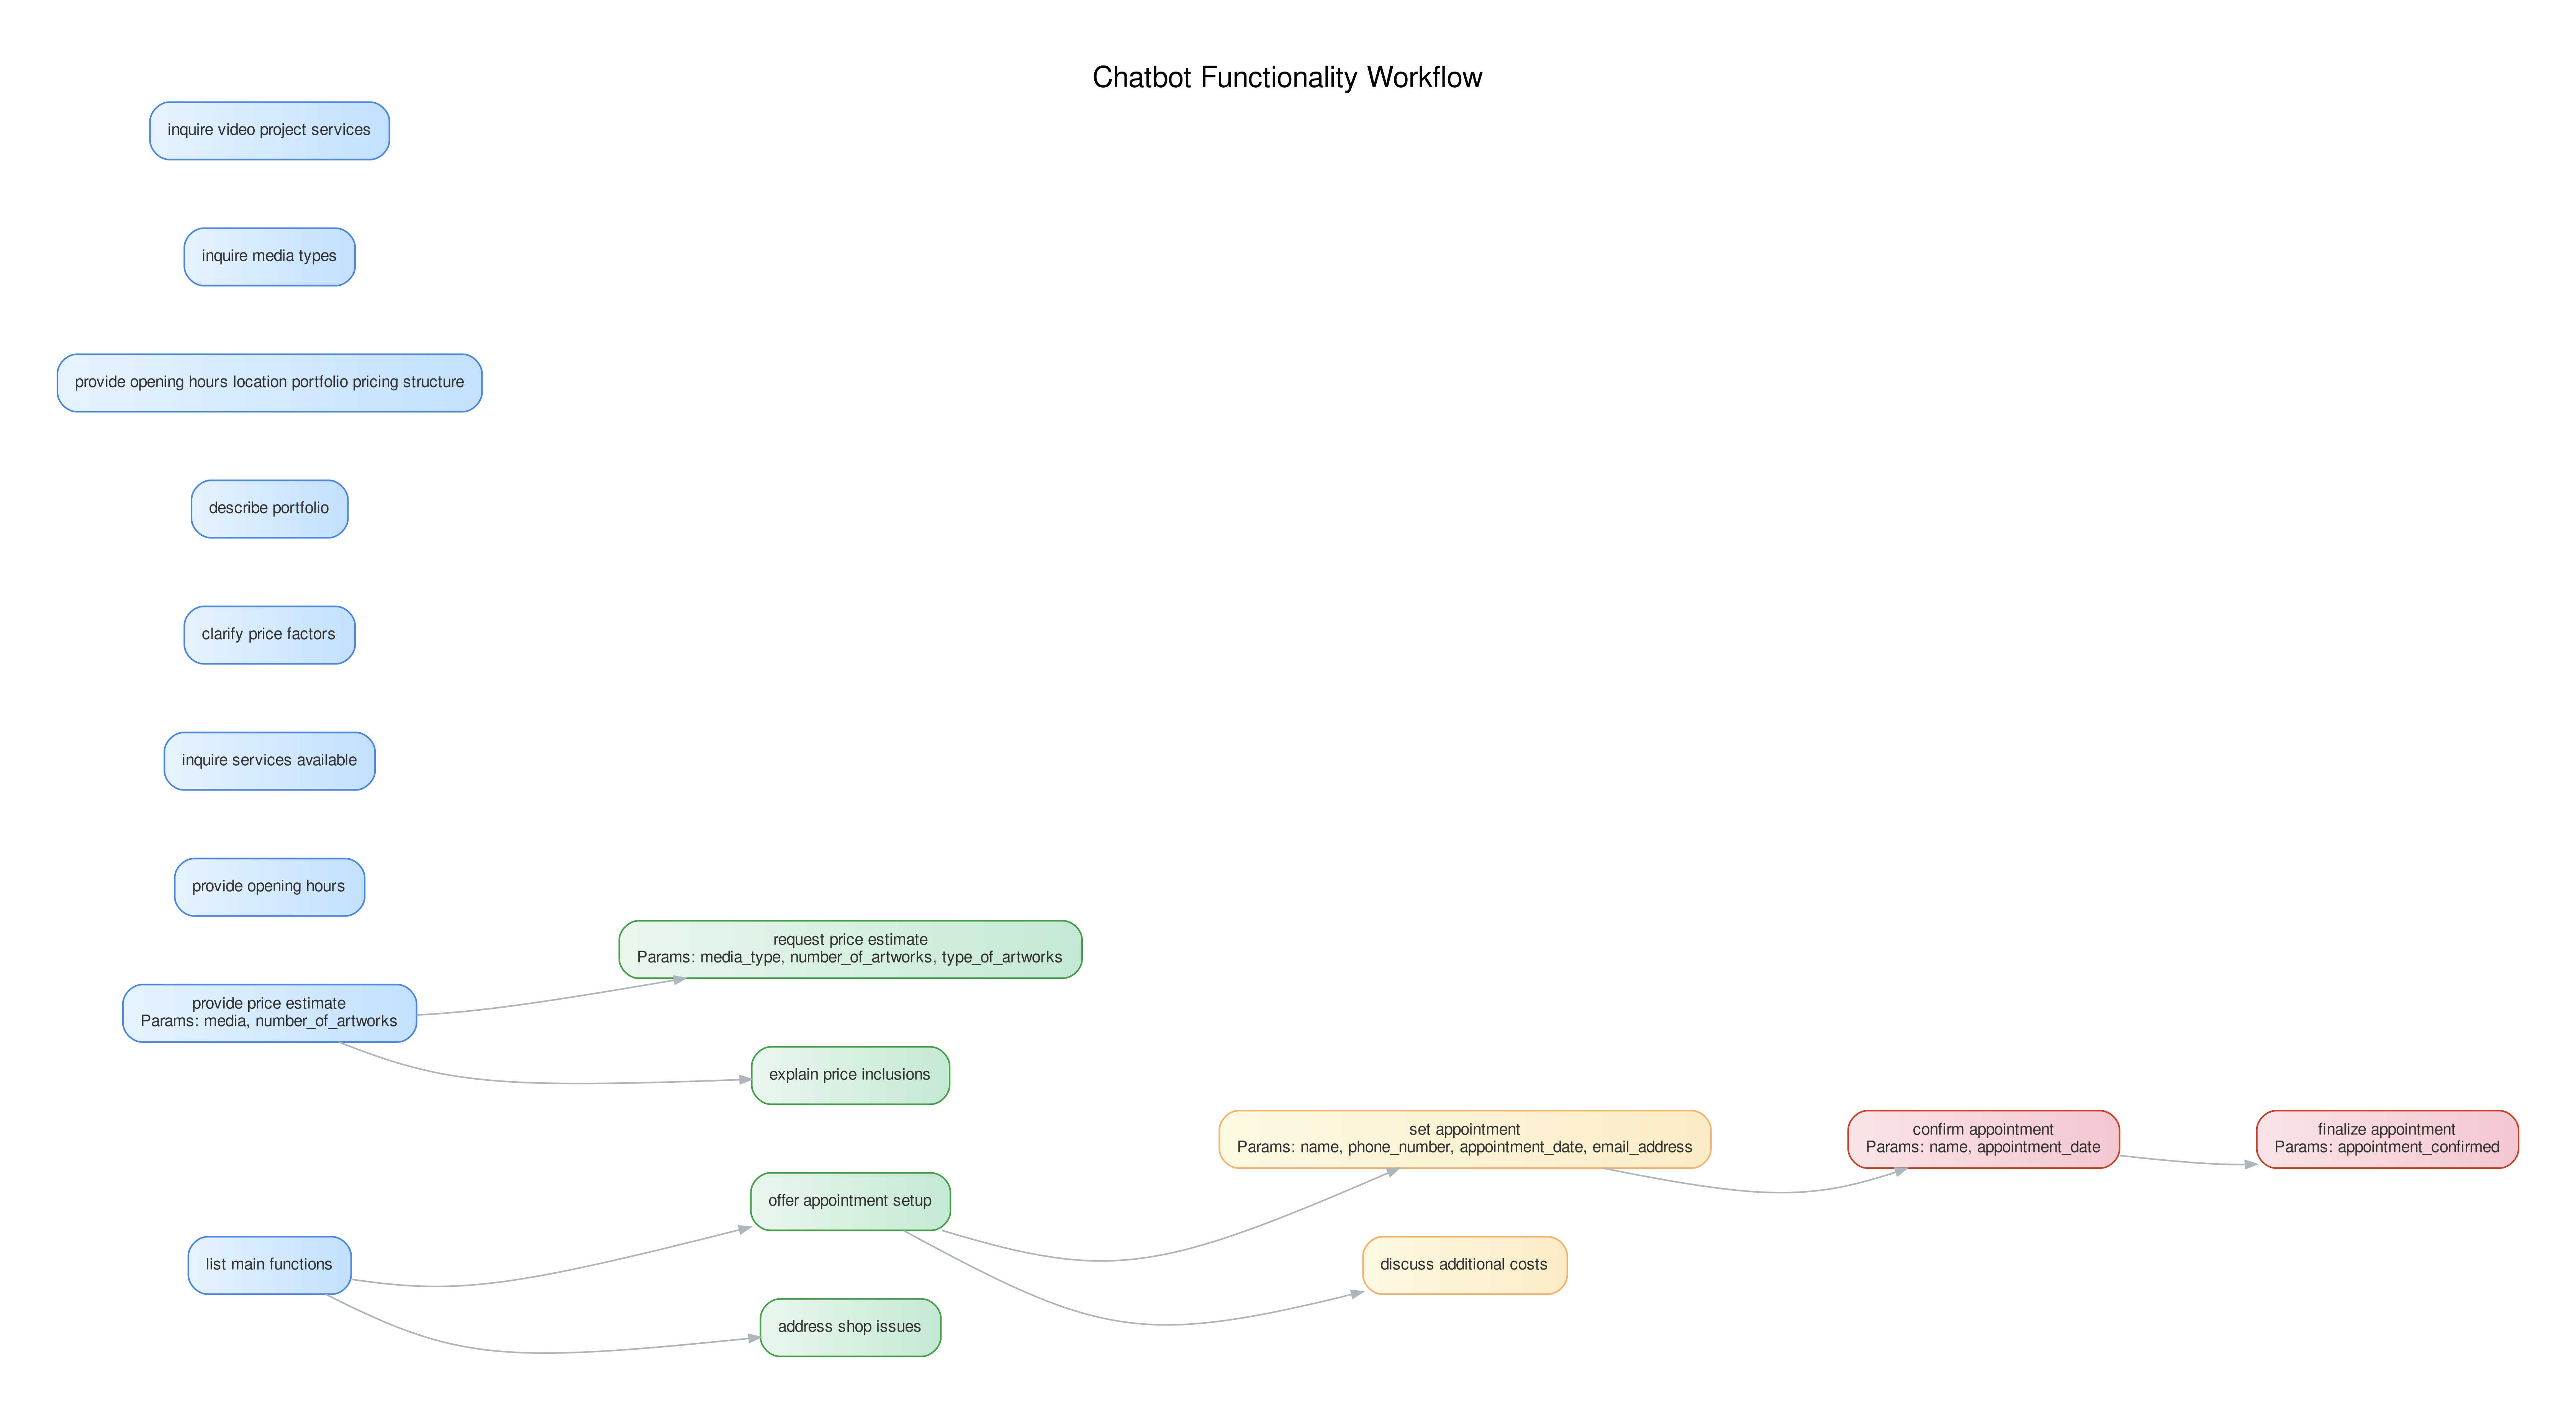 Chatbot Functionality Workflow
inquire video project services
inquire media types
provide opening hours location portfolio pricing structure
describe portfolio
clarify price factors
inquire services available
provide opening hours
request price estimate
Params: media_type, number_of_artworks, type_of_artworks
provide price estimate
Params: media, number_of_artworks
explain price inclusions
set appointment
Params: name, phone_number, appointment_date, email_address
confirm appointment
Params: name, appointment_date
finalize appointment
Params: appointment_confirmed
offer appointment setup
list main functions
discuss additional costs
address shop issues